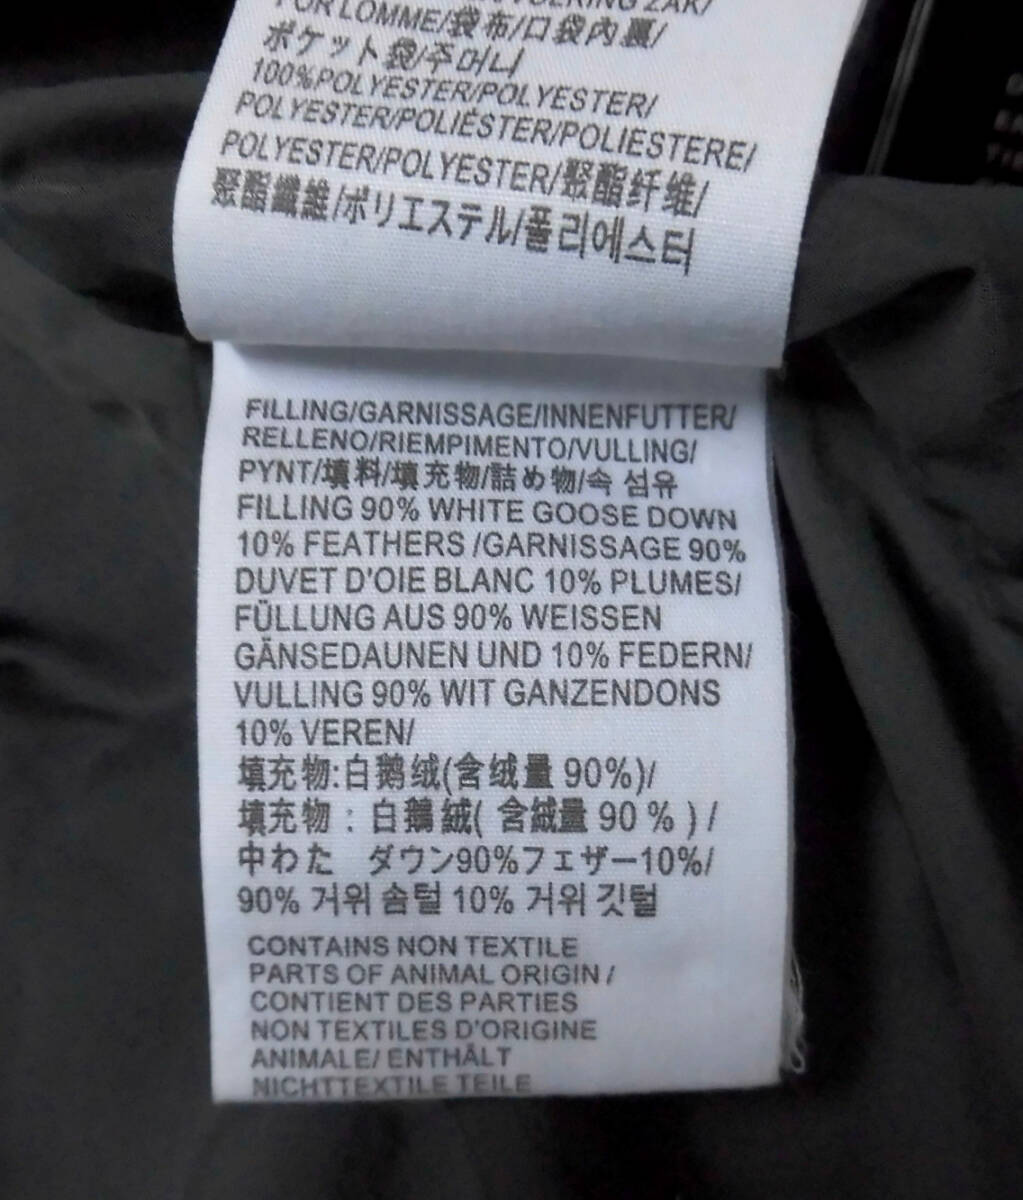 VOERING ZAK/
FOR LOMME/袋布/口袋內裏/
ポケット袋/주머니
100%POLYESTER/POLYESTER/
POLYESTER/POLIÉSTER/POLIESTERE/
POLYESTER/POLYESTER/聚酯纤维/
聚酯纖維/ポリエステル/폴리에스터
FILLING/GARNISSAGE/INNENFUTTER/
RELLENO/RIEMPIMENTO/VULLING/
PYNT/填料/填充物/詰め物/속 섬유
FILLING 90% WHITE GOOSE DOWN
10% FEATHERS /GARNISSAGE 90%
DUVET D'OIE BLANC 10% PLUMES/
FÜLLUNG AUS 90% WEISSEN
GÄNSEDAUNEN UND 10% FEDERN/
VULLING 90% WIT GANZENDONS
10% VEREN/
填充物:白鹅绒(含绒量 90%)/
填充物 : 白鵝絨( 含絨量 90 % ) /
中わた ダウン90%フェザー10%/
90% 거위 솜털 10% 거위 깃털
CONTAINS NON TEXTILE
PARTS OF ANIMAL ORIGIN /
CONTIENT DES PARTIES
NON TEXTILES D'ORIGINE
ANIMALE/ ENTHÄLT
NICHTTEXTILE TEILE